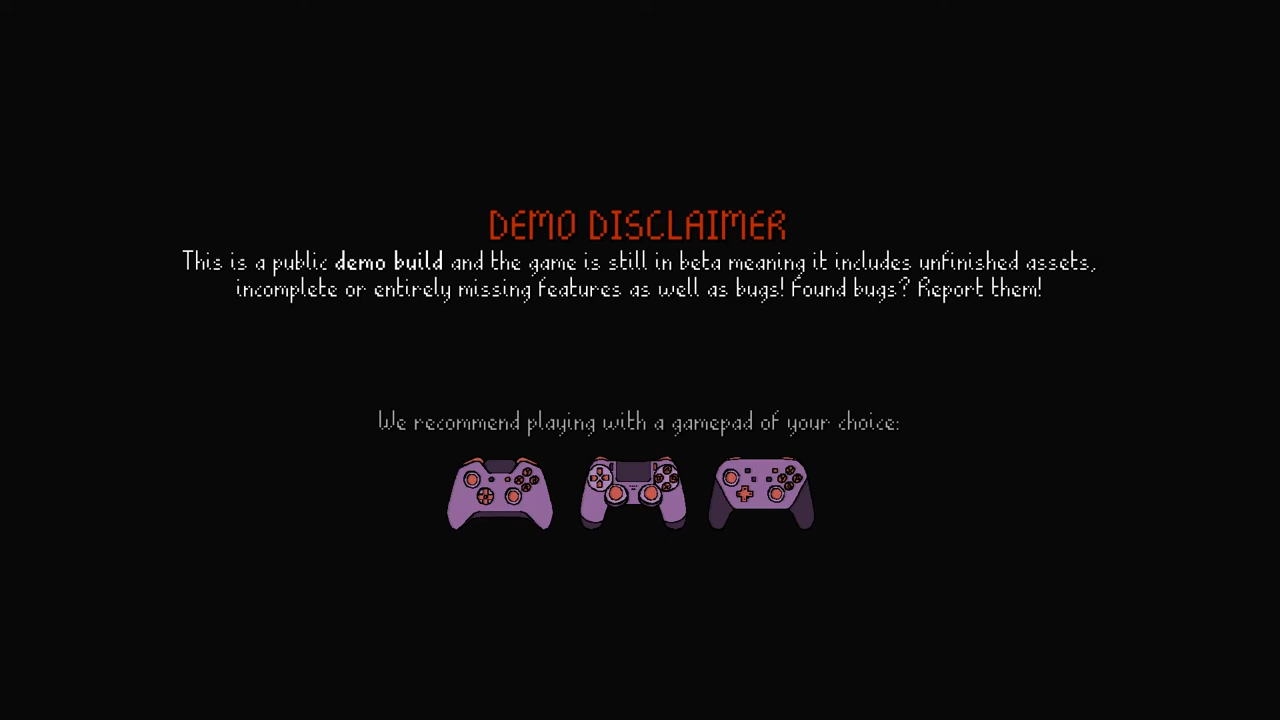 DEMO DISCLAIMER
This is a public demo build and the game is still in beta meaning it includes unfinished assets,
incomplete or entirely missing features as well as bugs! Found bugs? Report them!
We recommend playing with a gamepad of your choice: